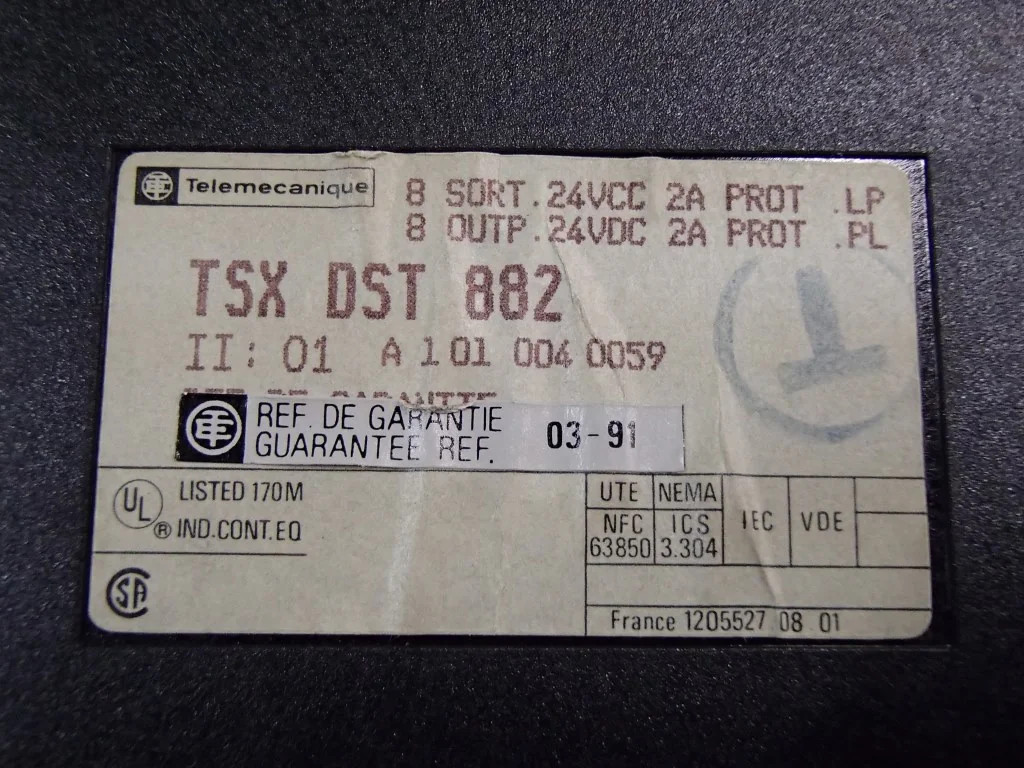 Telemecanique
8 SORT.24VCC 2A PROT .LP
8 OUTP.24VDC 2A PROT .PL
TSX DST 882
II: 01 A 101 004 0059
REF. DE GARANTIE
GUARANTEE REF.
03-91
UL
LISTED 170M
® IND.CONT.EQ
SA
UTE NEMA
NFC ICS IEC VDE
63850 3.304
France 1205527 08 01